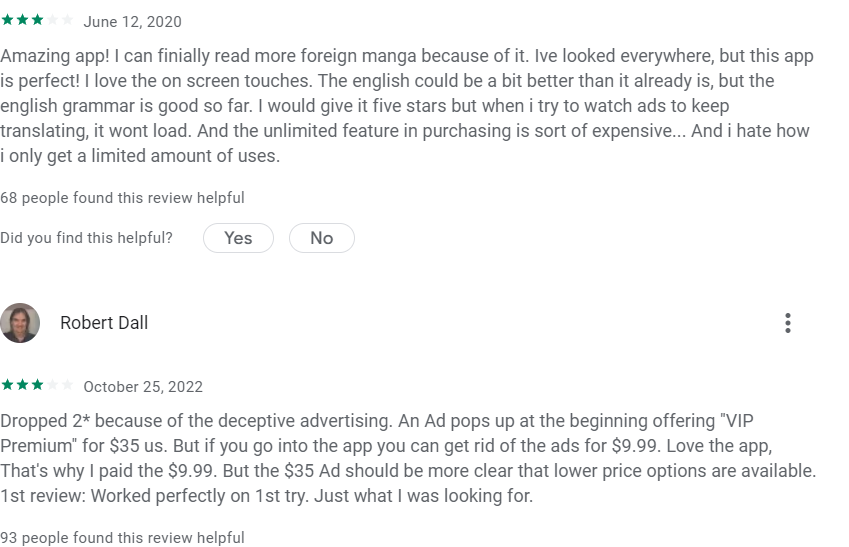 June 12, 2020
Amazing app! I can finially read more foreign manga because of it. Ive looked everywhere, but this app
is perfect! I love the on screen touches. The english could be a bit better than it already is, but the
english grammar is good so far. I would give it five stars but when i try to watch ads to keep
translating, it wont load. And the unlimited feature in purchasing is sort of expensive... And i hate how
i only get a limited amount of uses.
68 people found this review helpful
Did you find this helpful? Yes No
Robert Dall
October 25, 2022
Dropped 2* because of the deceptive advertising. An Ad pops up at the beginning offering "VIP
Premium" for $35 us. But if you go into the app you can get rid of the ads for $9.99. Love the app,
That's why I paid the $9.99. But the $35 Ad should be more clear that lower price options are available.
1st review: Worked perfectly on 1st try. Just what I was looking for.
93 people found this review helpful